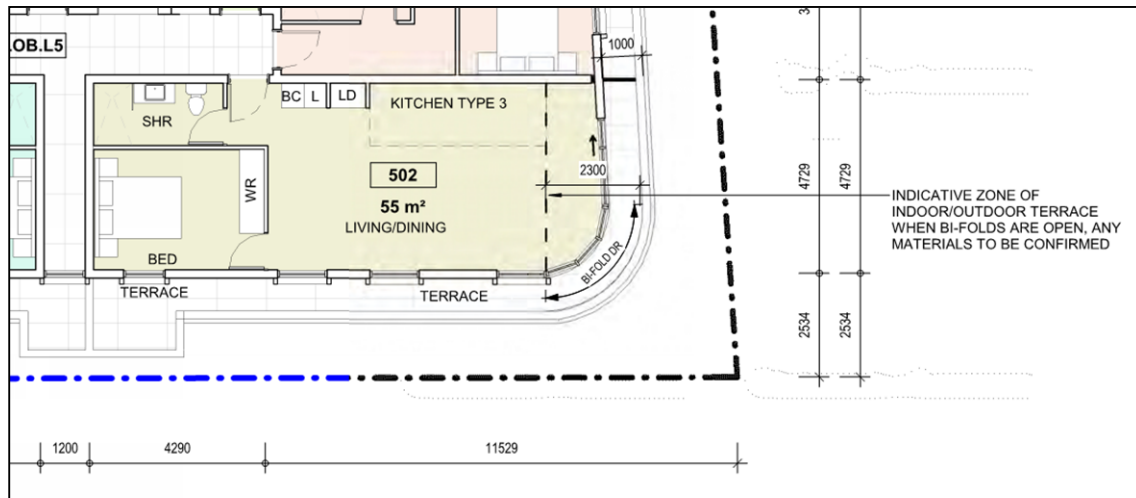 LOB.L5
1000
BC
L
LD
KITCHEN TYPE 3
SHR
502
55 m²
LIVING/DINING
WR
BED
2300
BI-FOLD DR
TERRACE
TERRACE
4729
4729
2534
2534
INDICATIVE ZONE OF
INDOOR/OUTDOOR TERRACE
WHEN BI-FOLDS ARE OPEN, ANY
MATERIALS TO BE CONFIRMED
1200
4290
11529